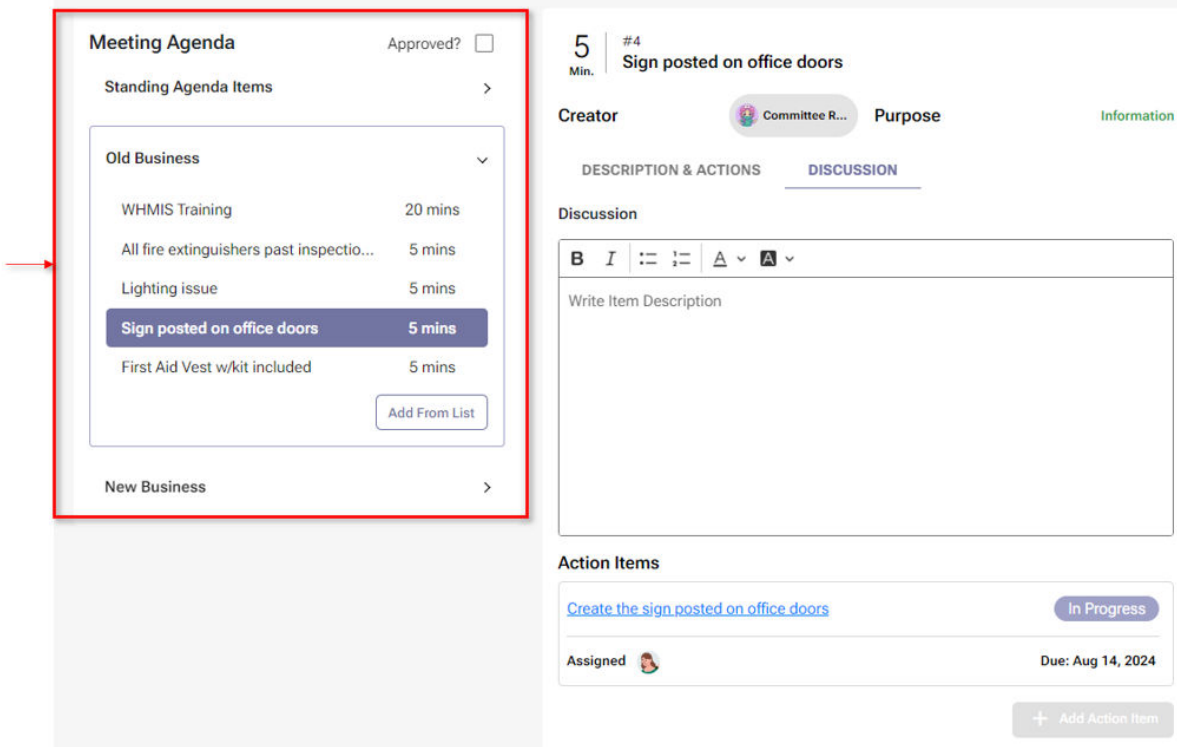 Meeting Agenda
Approved?
Standing Agenda Items
Old Business
WHMIS Training 20 mins
All fire extinguishers past inspectio... 5 mins
Lighting issue 5 mins
Sign posted on office doors 5 mins
First Aid Vest w/kit included 5 mins
Add From List
New Business
5
Min.
#4
Sign posted on office doors
Creator
Committee R...
Purpose
Information
DESCRIPTION & ACTIONS DISCUSSION
Discussion
B I A A
Write Item Description
Action Items
Create the sign posted on office doors In Progress
Assigned Due: Aug 14, 2024
+ Add Action Item